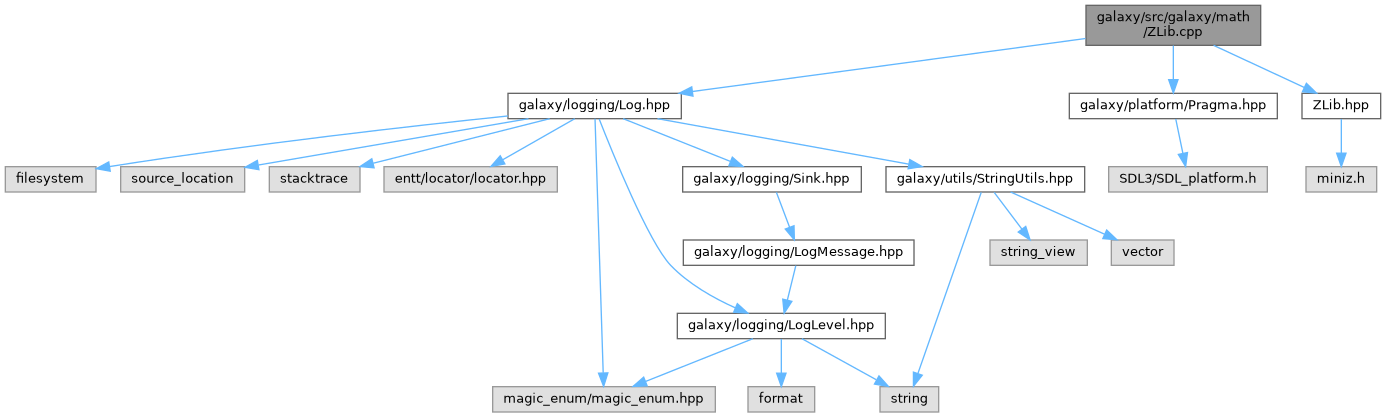 galaxy/src/galaxy/math
/ZLib.cpp
galaxy/logging/Log.hpp
galaxy/platform/Pragma.hpp
ZLib.hpp
filesystem
source_location
stacktrace
entt/locator/locator.hpp
galaxy/logging/Sink.hpp
galaxy/utils/StringUtils.hpp
SDL3/SDL_platform.h
miniz.h
galaxy/logging/LogMessage.hpp
string_view
vector
galaxy/logging/LogLevel.hpp
magic_enum/magic_enum.hpp
format
string